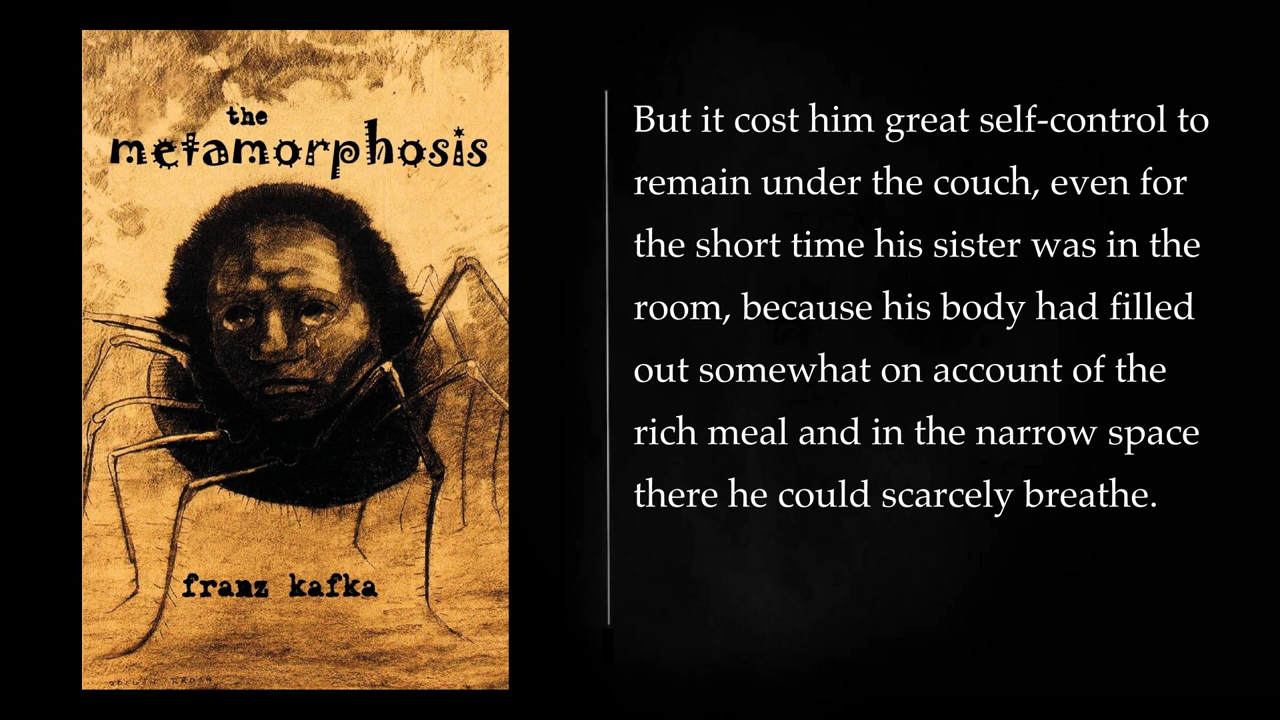 the
metamorphosis
franz kafka
ODILON REDON
But it cost him great self-control to
remain under the couch, even for
the short time his sister was in the
room, because his body had filled
out somewhat on account of the
rich meal and in the narrow space
there he could scarcely breathe.